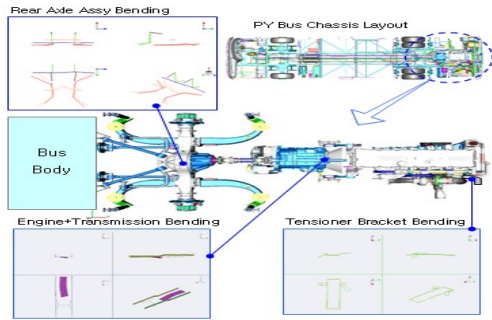 Rear Axle Assy Bending
PY Bus Chassis Layout
Bus
Body
Engine+Transmission Bending
Tensioner Bracket Bending